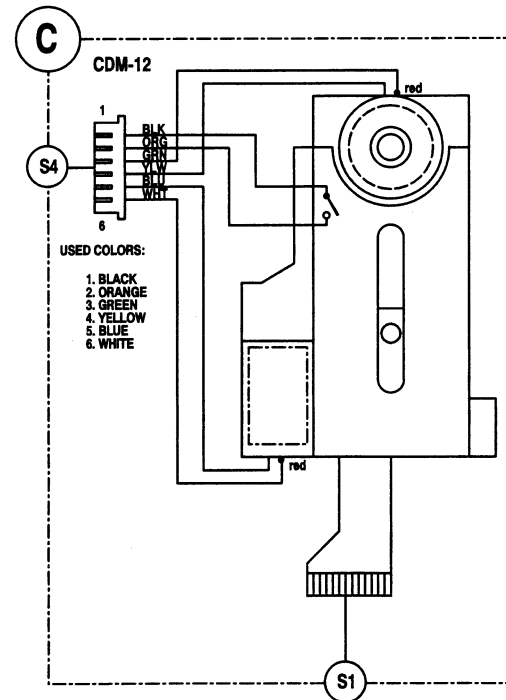 C
CDM-12
red
1
BLK
ORG
GRN
YLW
BLU
WHT
S4
6
USED COLORS:
1. BLACK
2. ORANGE
3. GREEN
4. YELLOW
5. BLUE
6. WHITE
red
S1